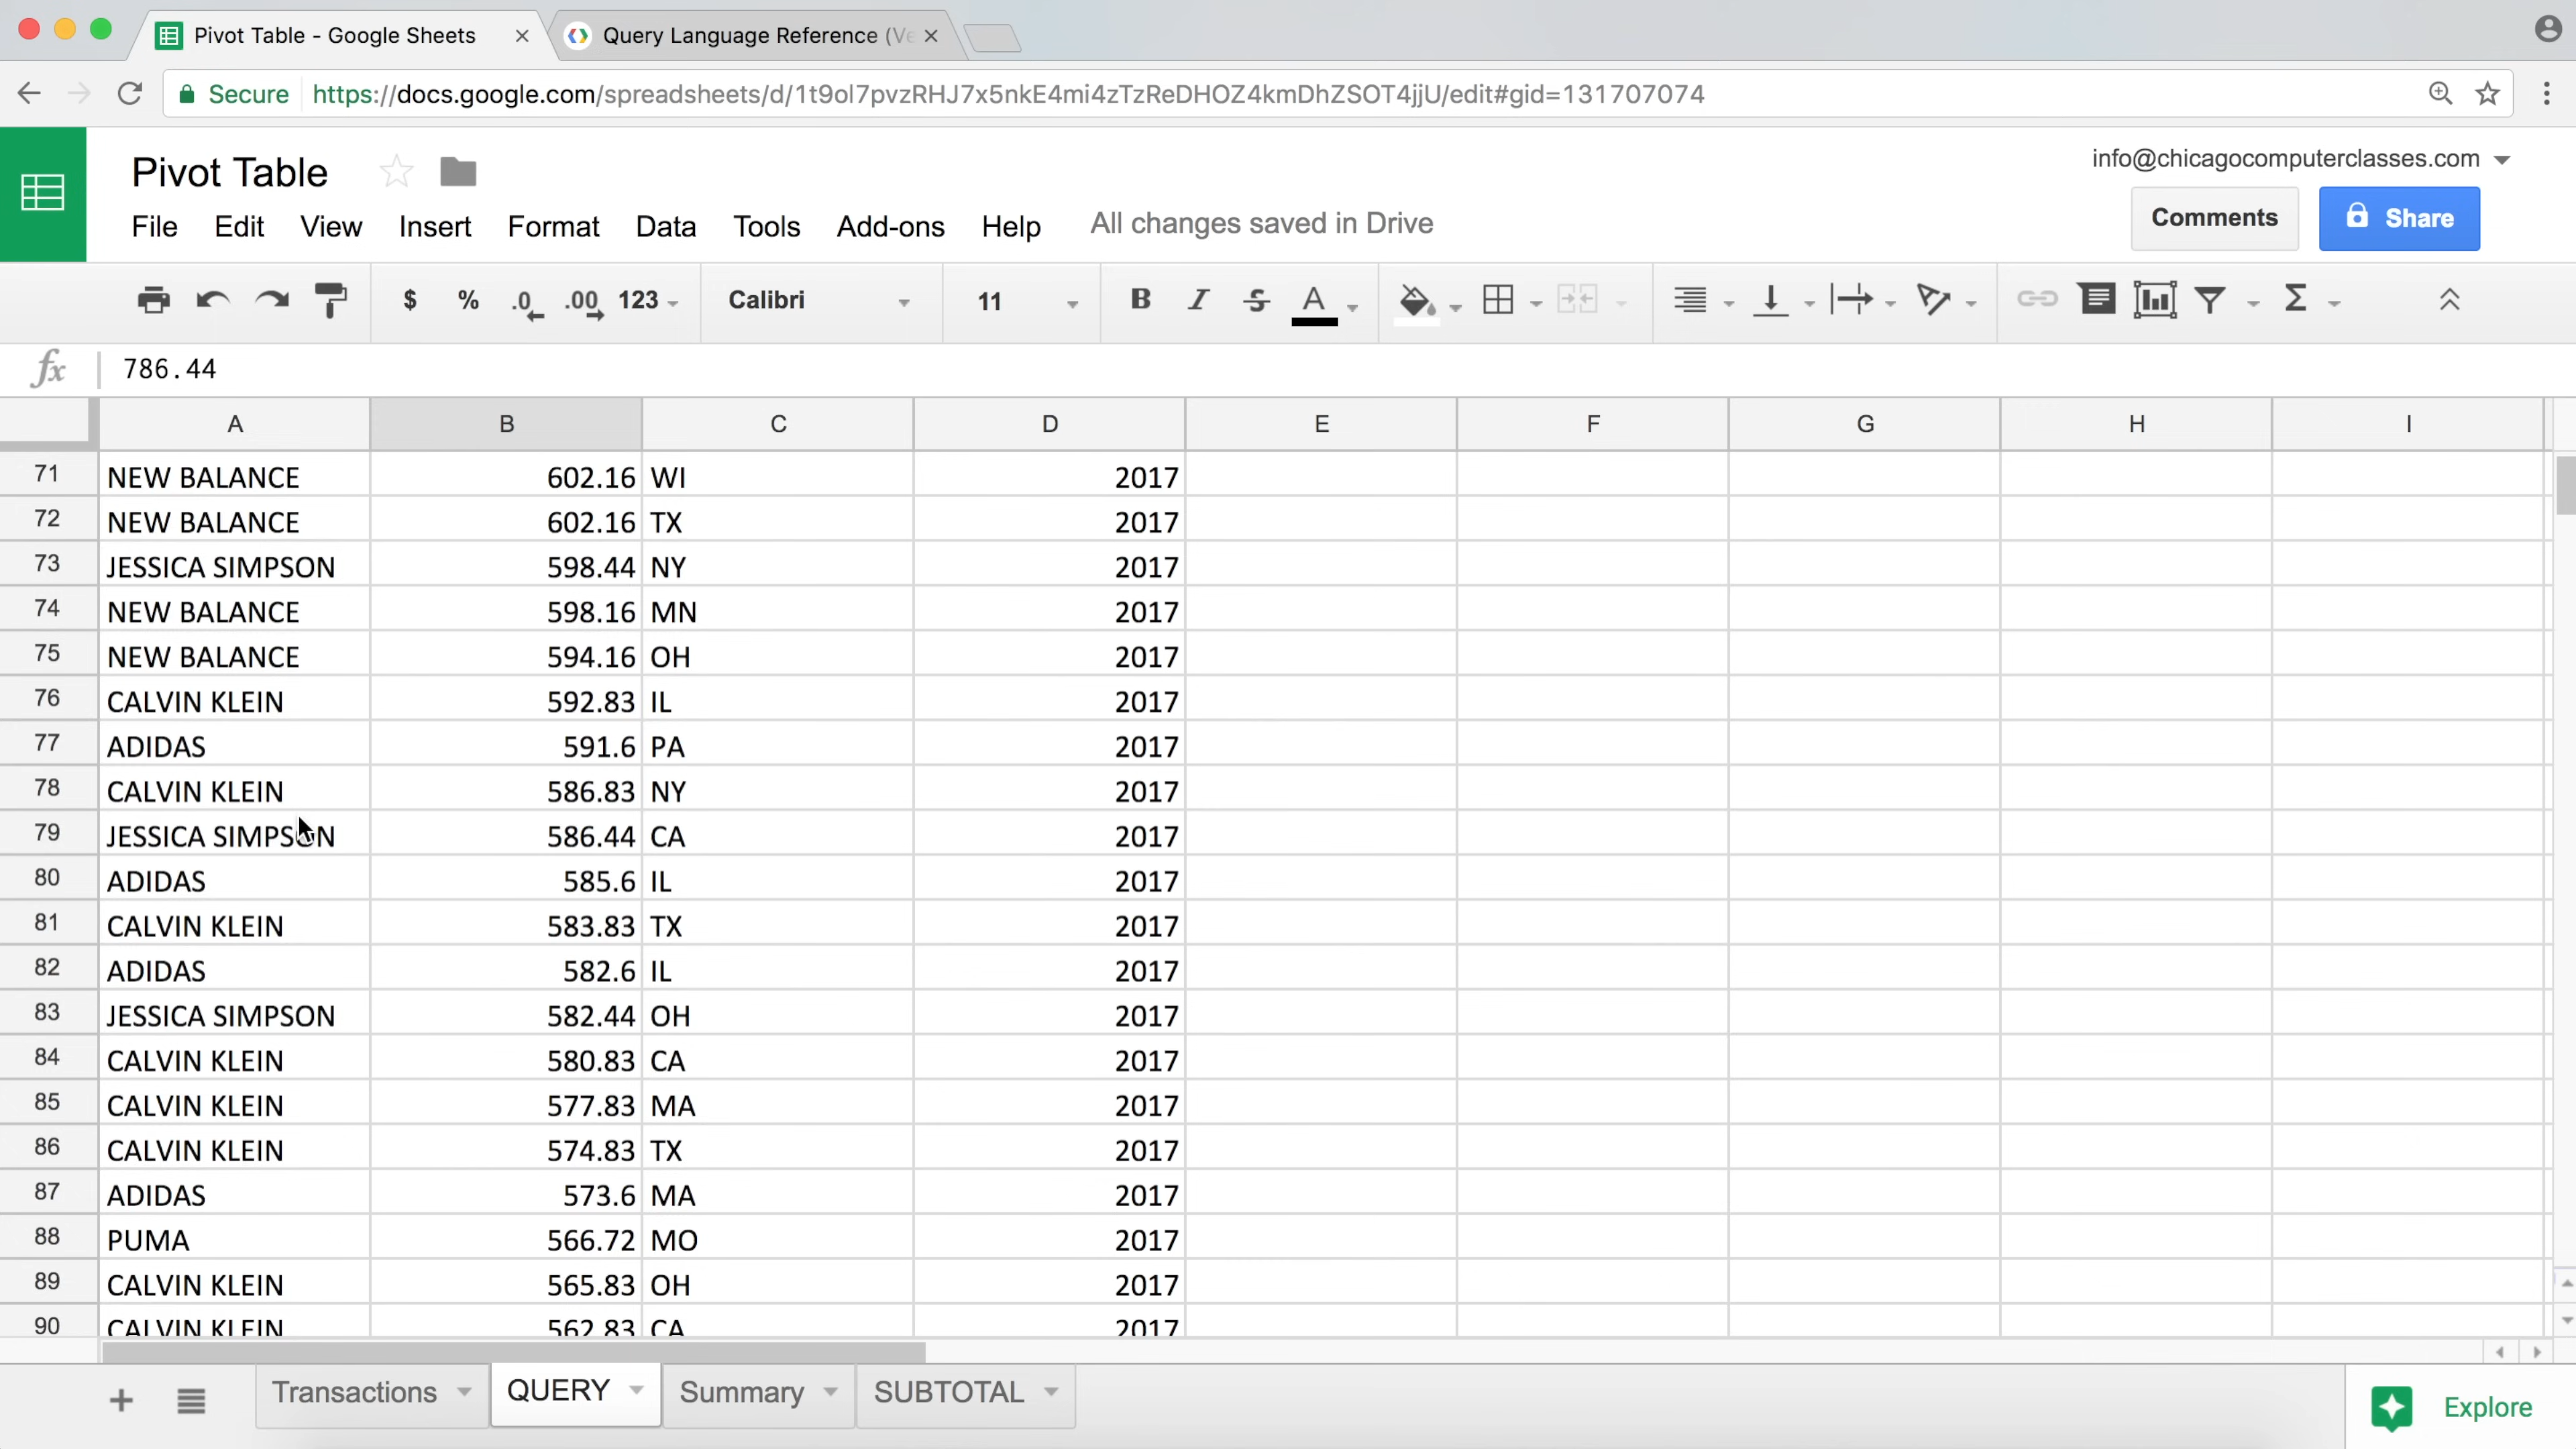 Pivot Table - Google Sheets
Query Language Reference (Ve
Secure https://docs.google.com/spreadsheets/d/1t9ol7pvzRHJ7x5nkE4mi4zTzReDHOZ4kmDhZSOT4jjU/edit#gid=131707074
Pivot Table
info@chicagocomputerclasses.com
File Edit View Insert Format Data Tools Add-ons Help All changes saved in Drive
Comments Share
$ % .0 .00 123 Calibri 11 B I S A Σ
fx 786.44
A B C D E F G H I
71 NEW BALANCE 602.16 WI 2017
72 NEW BALANCE 602.16 TX 2017
73 JESSICA SIMPSON 598.44 NY 2017
74 NEW BALANCE 598.16 MN 2017
75 NEW BALANCE 594.16 OH 2017
76 CALVIN KLEIN 592.83 IL 2017
77 ADIDAS 591.6 PA 2017
78 CALVIN KLEIN 586.83 NY 2017
79 JESSICA SIMPSON 586.44 CA 2017
80 ADIDAS 585.6 IL 2017
81 CALVIN KLEIN 583.83 TX 2017
82 ADIDAS 582.6 IL 2017
83 JESSICA SIMPSON 582.44 OH 2017
84 CALVIN KLEIN 580.83 CA 2017
85 CALVIN KLEIN 577.83 MA 2017
86 CALVIN KLEIN 574.83 TX 2017
87 ADIDAS 573.6 MA 2017
88 PUMA 566.72 MO 2017
89 CALVIN KLEIN 565.83 OH 2017
90 CALVIN KLEIN 562.83 CA 2017
Transactions QUERY Summary SUBTOTAL Explore